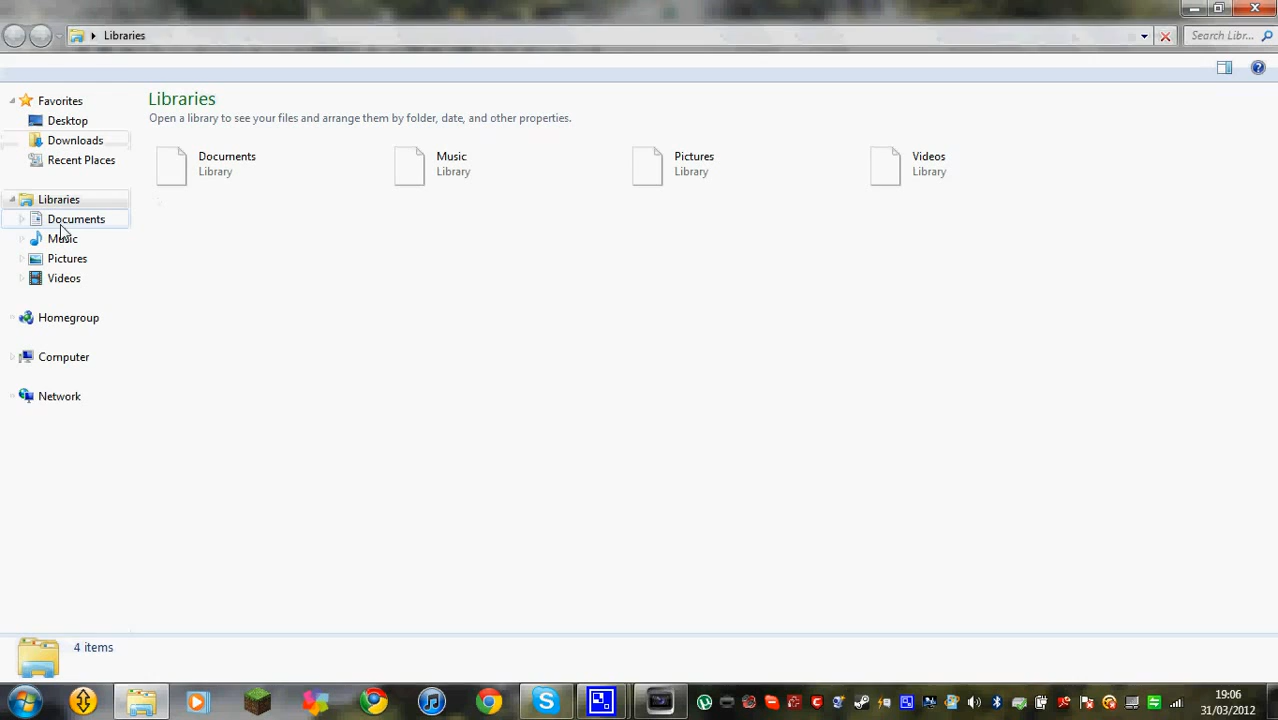 Libraries
Search Libr...
Favorites
Desktop
Downloads
Recent Places
Libraries
Documents
Music
Pictures
Videos
Homegroup
Computer
Network
Libraries
Open a library to see your files and arrange them by folder, date, and other properties.
Documents
Library
Music
Library
Pictures
Library
Videos
Library
4 items
19:06
31/03/2012